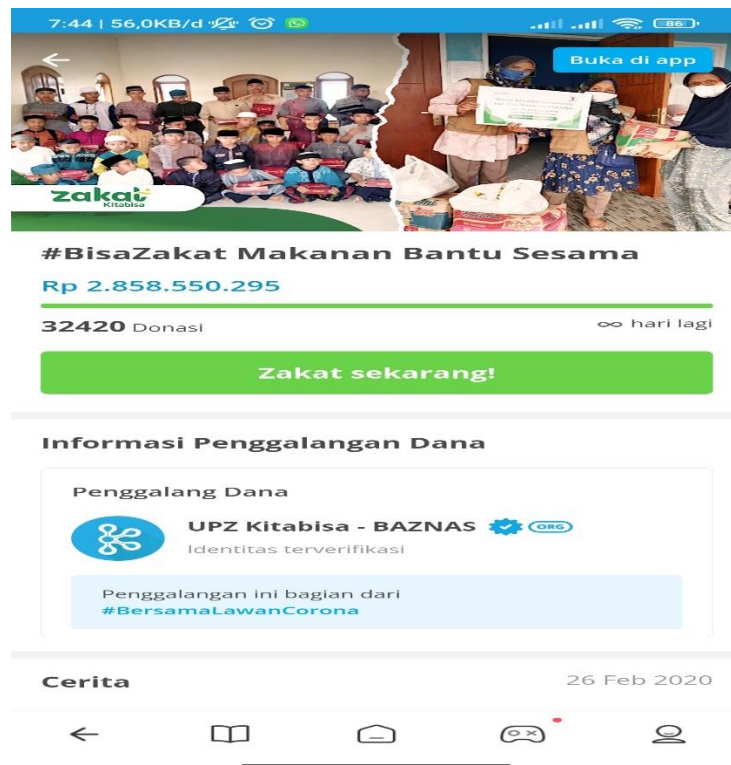 7:44 | 56,0KB/d
86
Buka di app
zakat
Kitabisa
#BisaZakat Makanan Bantu Sesama
Rp 2.858.550.295
32420 Donasi
∞ hari lagi
Zakat sekarang!
Informasi Penggalangan Dana
Penggalang Dana
UPZ Kitabisa - BAZNAS ORG
Identitas terverifikasi
Penggalangan ini bagian dari
#BersamaLawanCorona
Cerita
26 Feb 2020